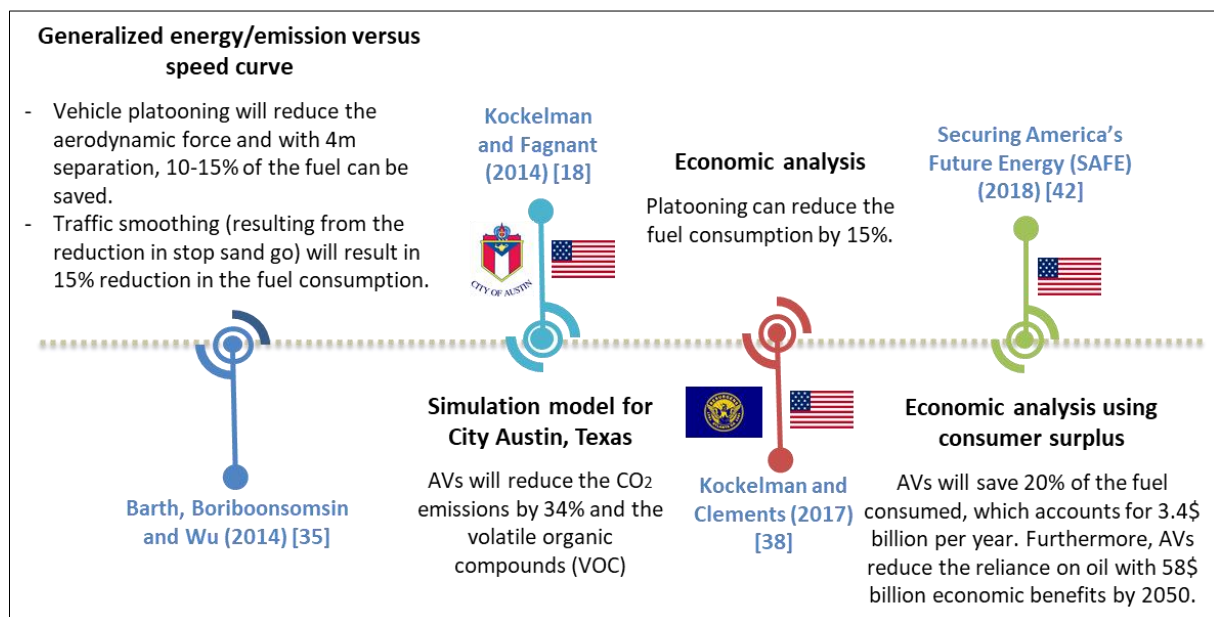 Generalized energy/emission versus
speed curve
- Vehicle platooning will reduce the
aerodynamic force and with 4m
separation, 10-15% of the fuel can be
saved.
- Traffic smoothing (resulting from the
reduction in stop sand go) will result in
15% reduction in the fuel consumption.
Barth, Boriboonsomsin
and Wu (2014) [35]
Kockelman
and Fagnant
(2014) [18]
CITY OF AUSTIN
Simulation model for
City Austin, Texas
AVs will reduce the CO2
emissions by 34% and the
volatile organic
compounds (VOC)
Economic analysis
Platooning can reduce the
fuel consumption by 15%.
Kockelman and
Clements (2017)
[38]
Securing America’s
Future Energy (SAFE)
(2018) [42]
Economic analysis using
consumer surplus
AVs will save 20% of the fuel
consumed, which accounts for 3.4$
billion per year. Furthermore, AVs
reduce the reliance on oil with 58$
billion economic benefits by 2050.